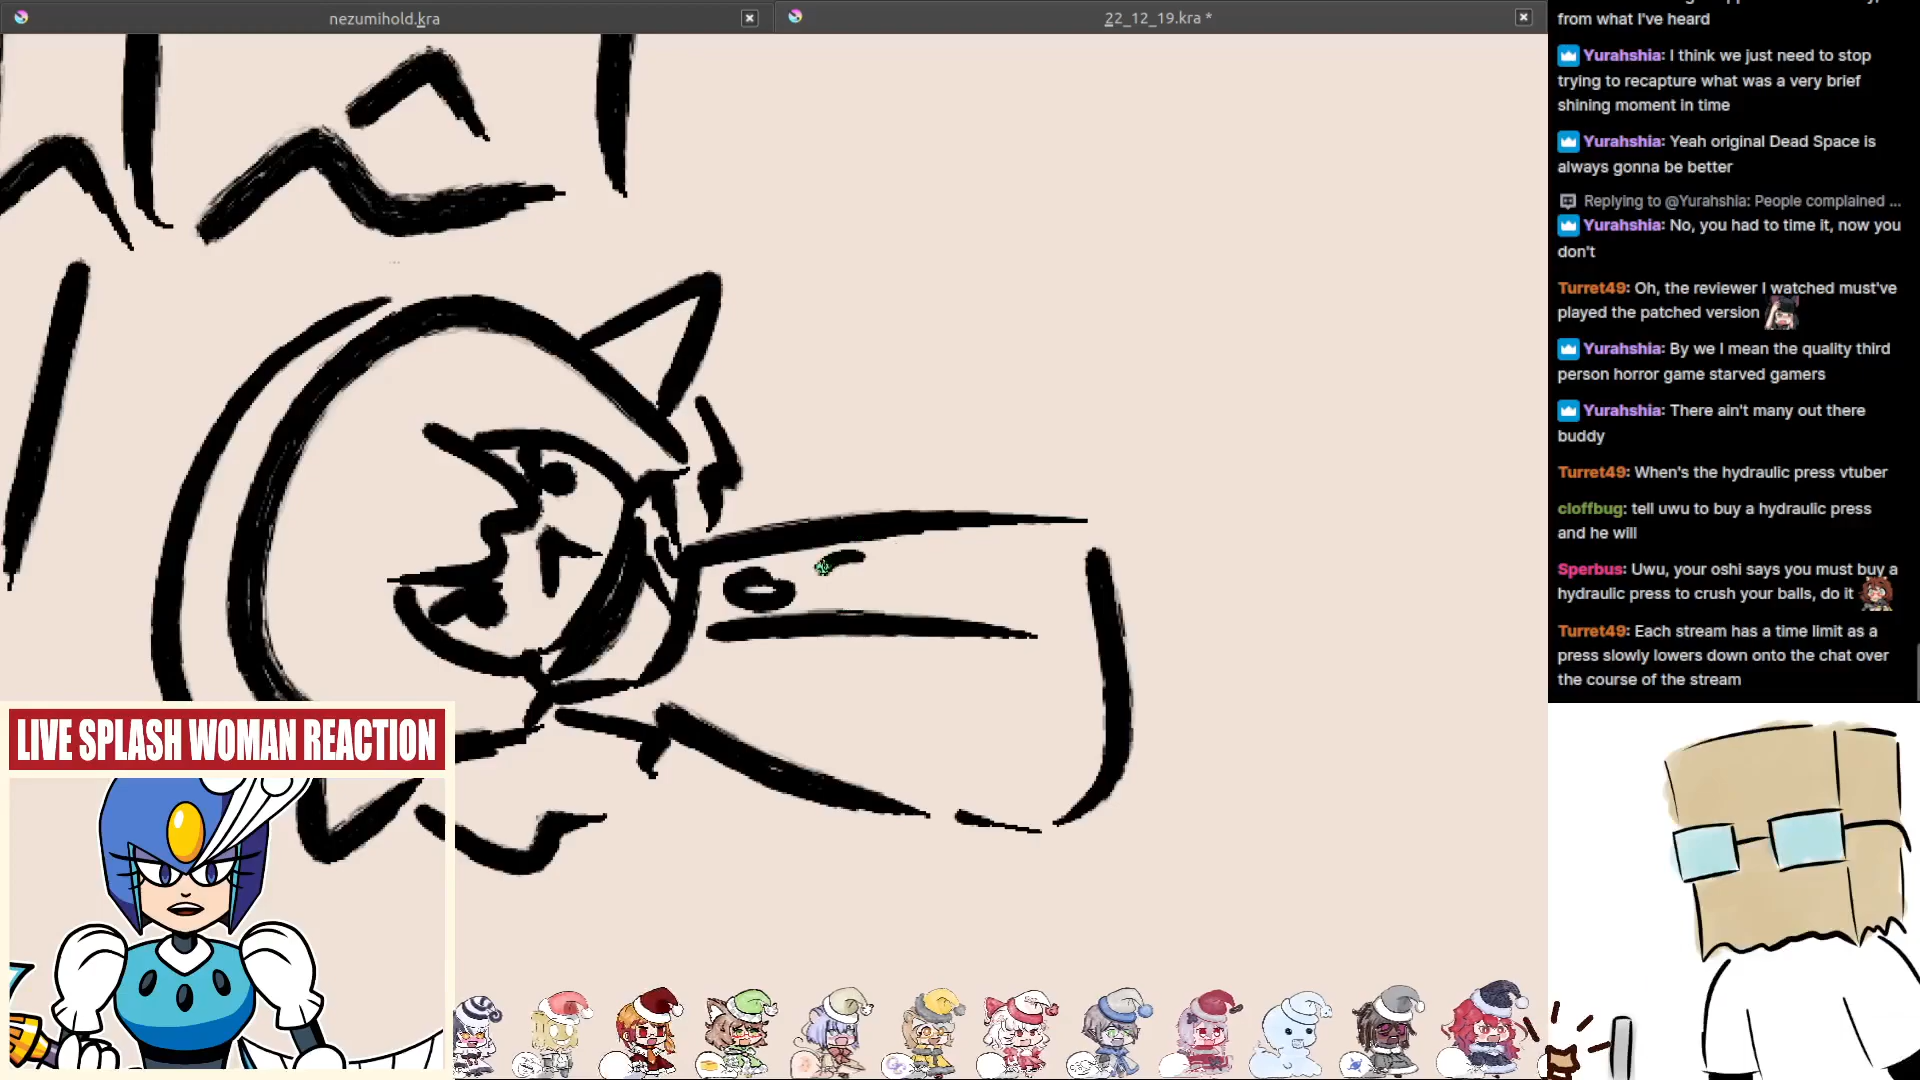 nezumihold.kra
22_12_19.kra *
from what I've heard
Yurahshia: I think we just need to stop
trying to recapture what was a very brief
shining moment in time
Yurahshia: Yeah original Dead Space is
always gonna be better
Replying to @Yurahshia: People complained ...
Yurahshia: No, you had to time it, now you
don't
Turret49: Oh, the reviewer I watched must've
played the patched version
Yurahshia: By we I mean the quality third
person horror game starved gamers
Yurahshia: There ain't many out there
buddy
Turret49: When's the hydraulic press vtuber
cloffbug: tell uwu to buy a hydraulic press
and he will
Sperbus: Uwu, your oshi says you must buy a
hydraulic press to crush your balls, do it
Turret49: Each stream has a time limit as a
press slowly lowers down onto the chat over
the course of the stream
LIVE SPLASH WOMAN REACTION